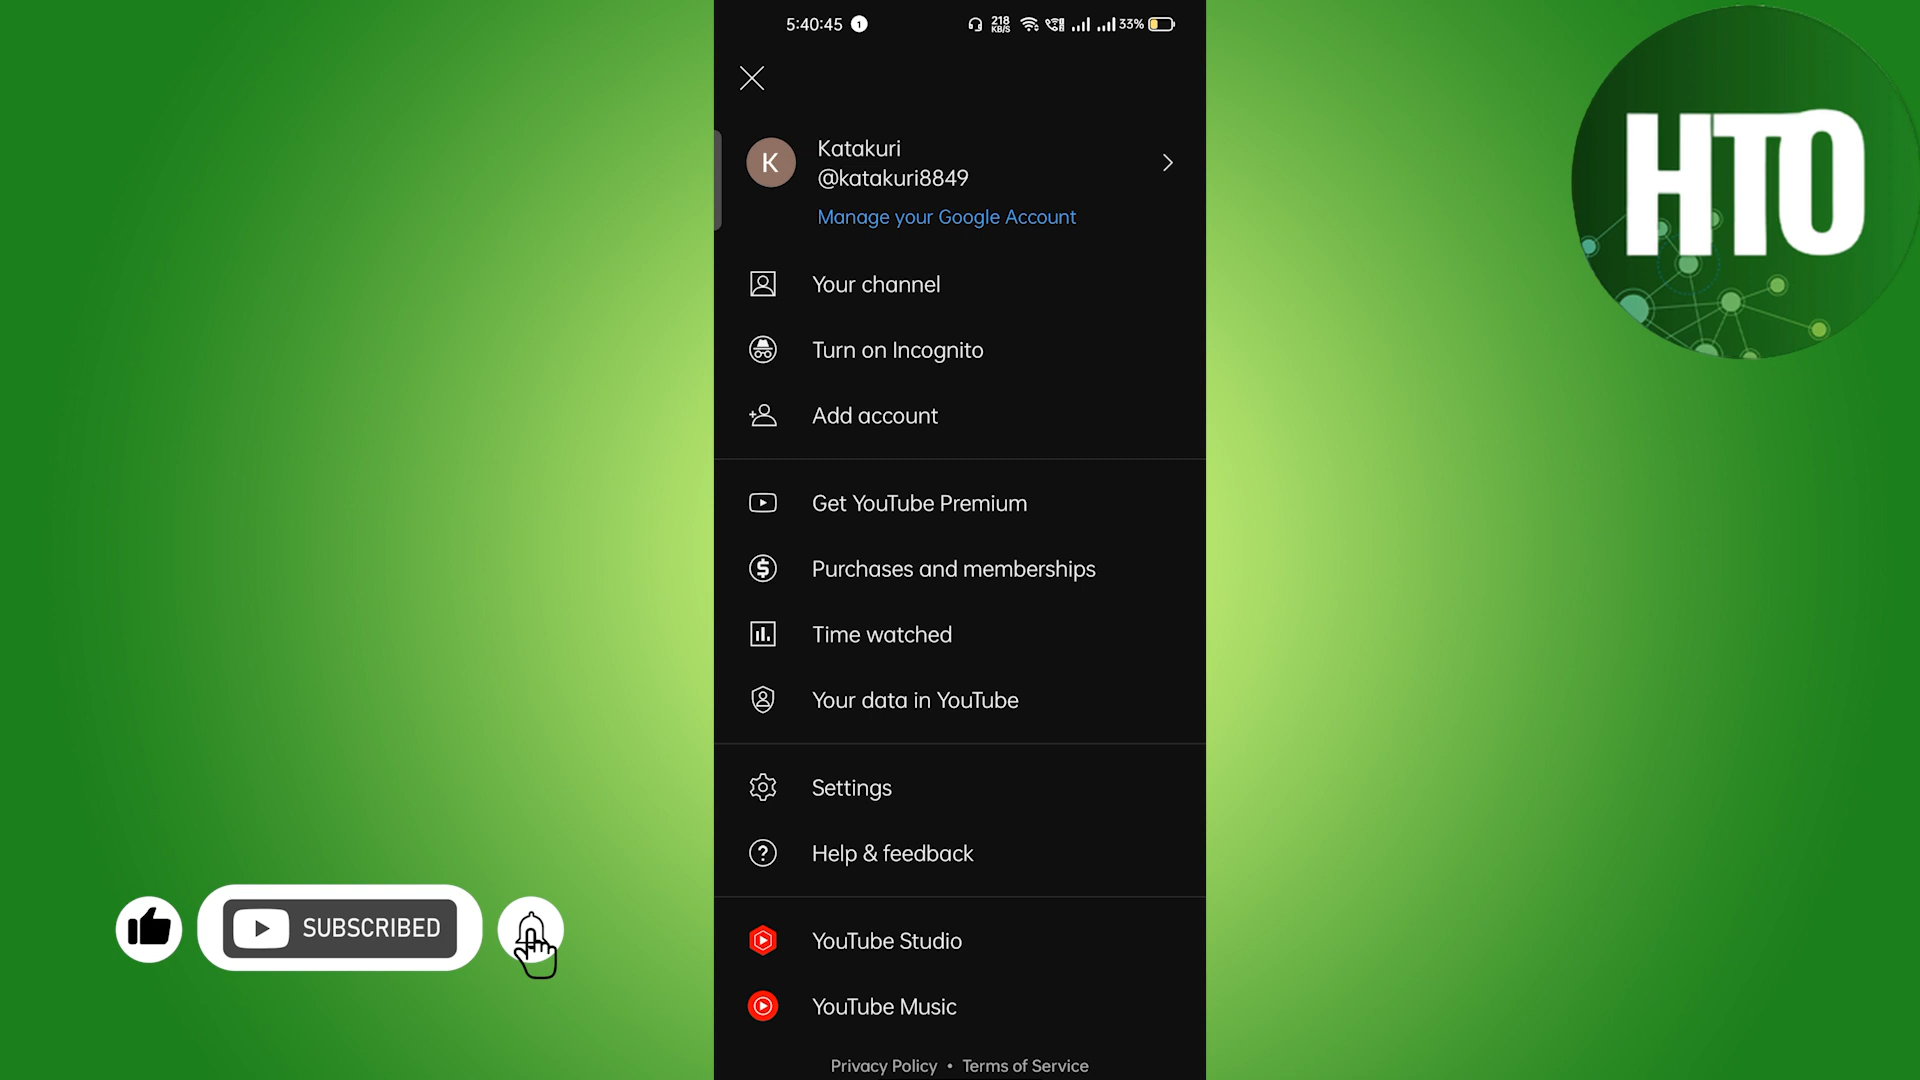 5:40:45 1 218 KB/S 33%
HTO
K
Katakuri
@katakuri8849
Manage your Google Account
Your channel
Turn on Incognito
Add account
Get YouTube Premium
Purchases and memberships
Time watched
Your data in YouTube
Settings
Help & feedback
SUBSCRIBED
YouTube Studio
YouTube Music
Privacy Policy • Terms of Service